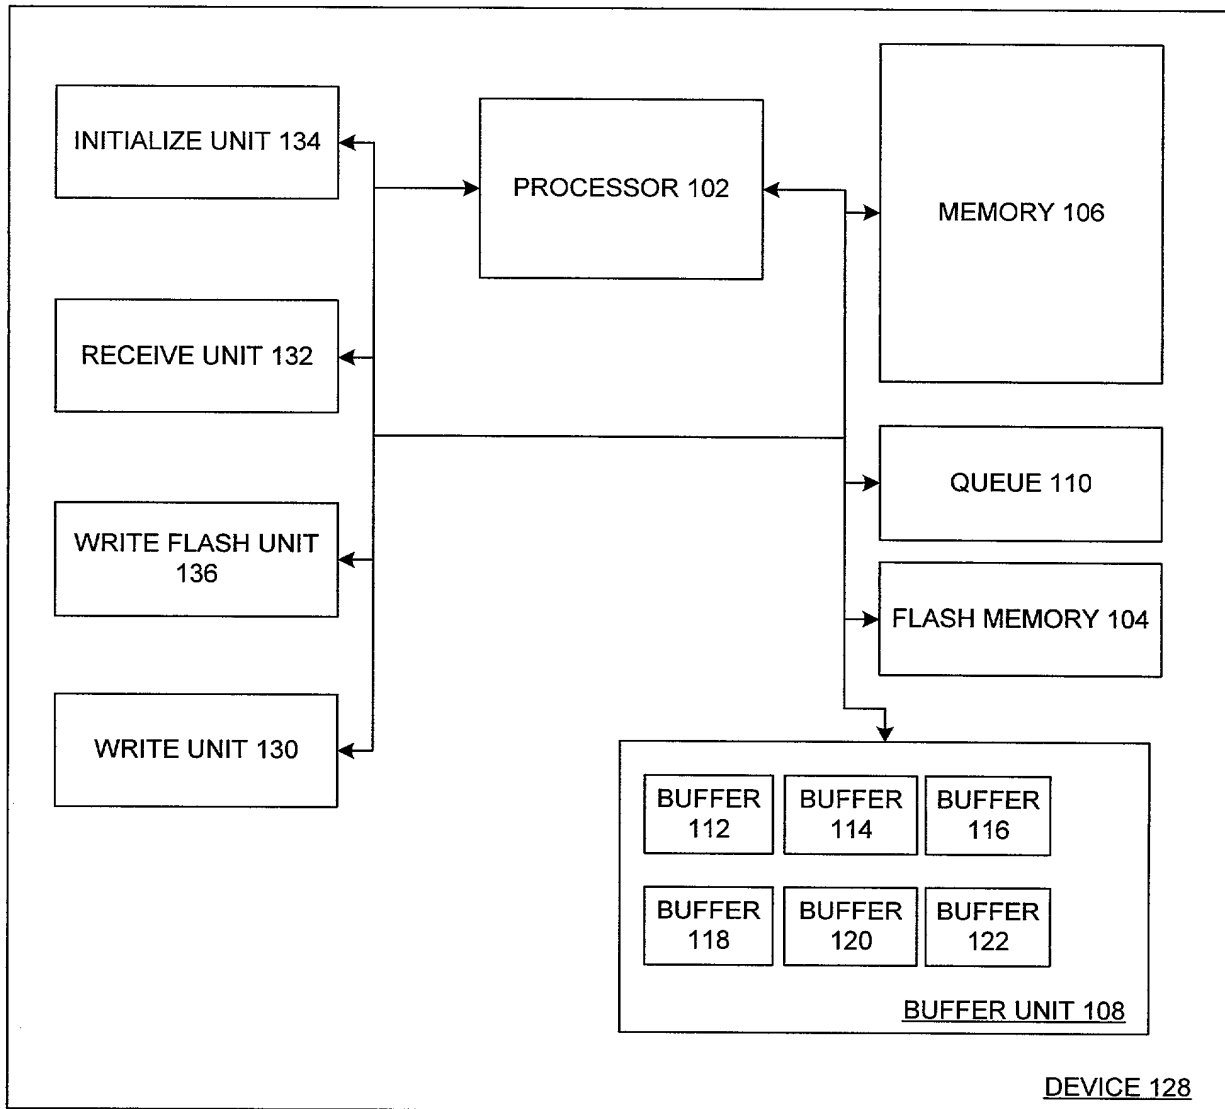 INITIALIZE UNIT 134
PROCESSOR 102
MEMORY 106
RECEIVE UNIT 132
QUEUE 110
WRITE FLASH UNIT
136
FLASH MEMORY 104
WRITE UNIT 130
BUFFER
112
BUFFER
114
BUFFER
116
BUFFER
118
BUFFER
120
BUFFER
122
BUFFER UNIT 108
DEVICE 128